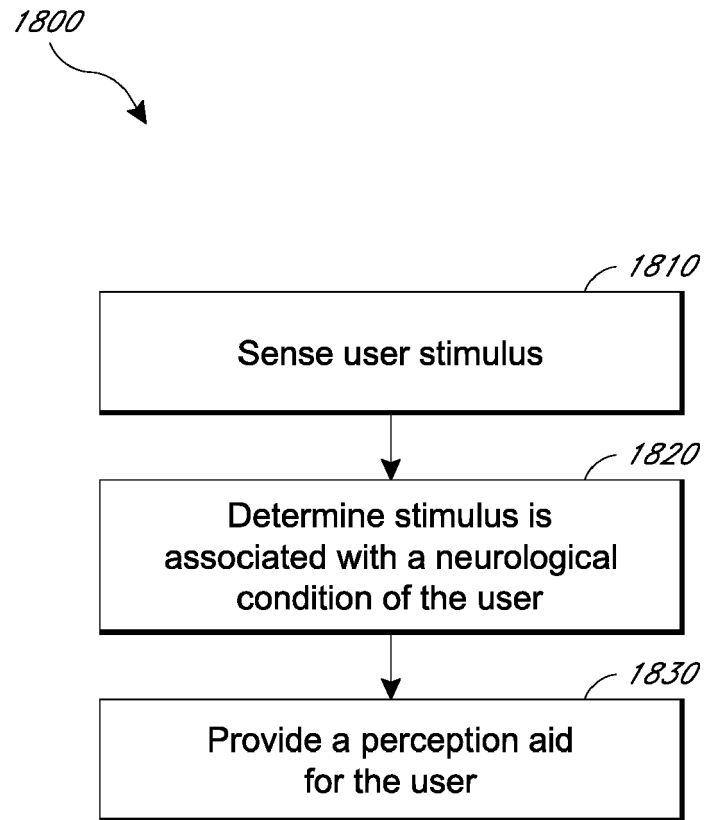 1800
1810
Sense user stimulus
1820
Determine stimulus is
associated with a neurological
condition of the user
1830
Provide a perception aid
for the user